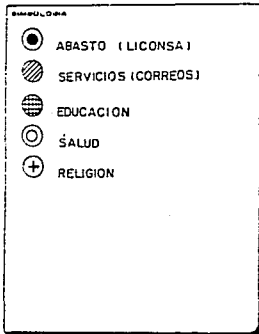 SIMBOLOGIA
ABASTO (LICONSA)
SERVICIOS (CORREOS)
EDUCACION
SALUD
RELIGION